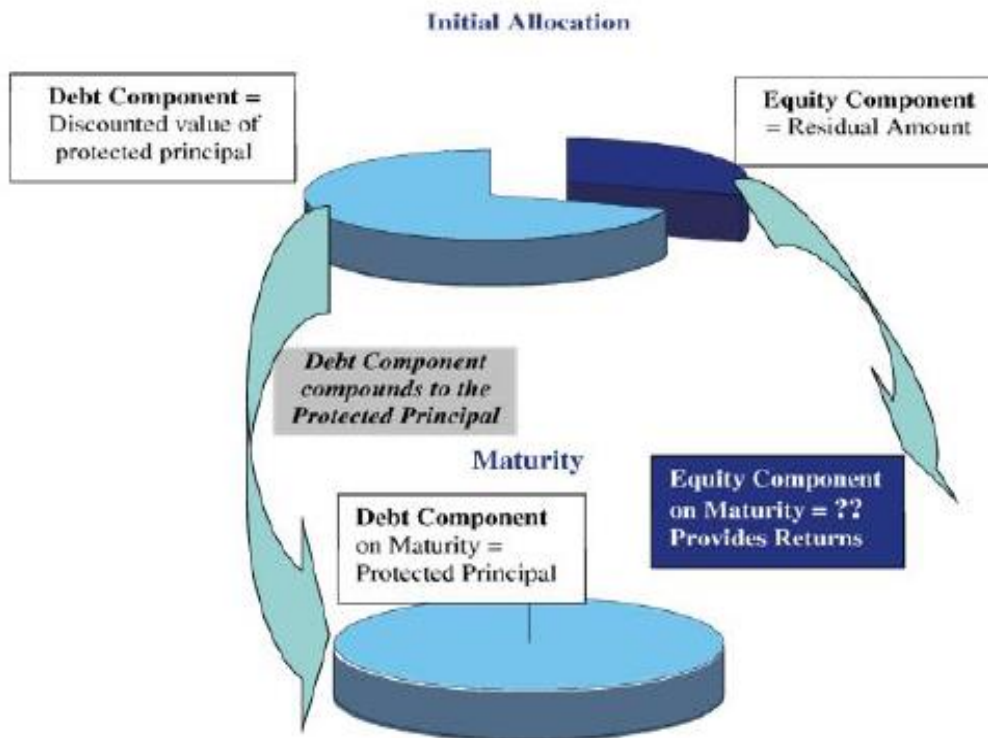 Initial Allocation
Debt Component =
Discounted value of
protected principal
Equity Component
= Residual Amount
Debt Component
compounds to the
Protected Principal
Maturity
Debt Component
on Maturity =
Protected Principal
Equity Component
on Maturity = ??
Provides Returns